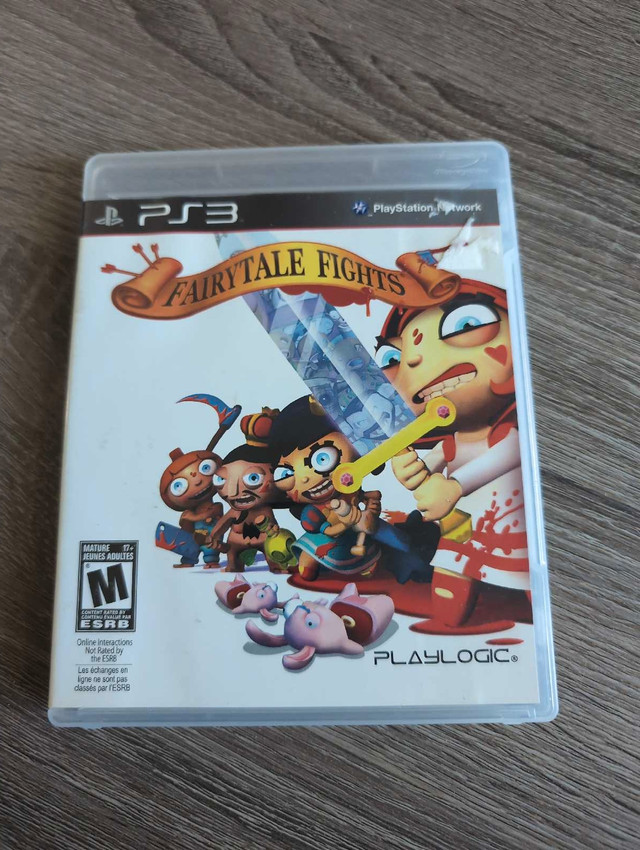 PS3
PlayStation Network
FAIRYTALE FIGHTS
MATURE 17+
JEUNES ADULTES
M
CONTENT RATED BY
CONTENU ÉVALUÉ PAR
ESRB
Online Interactions
Not Rated by
the ESRB
Les échanges en
ligne ne sont pas
classés par l'ESRB
PLAYLOGIC®